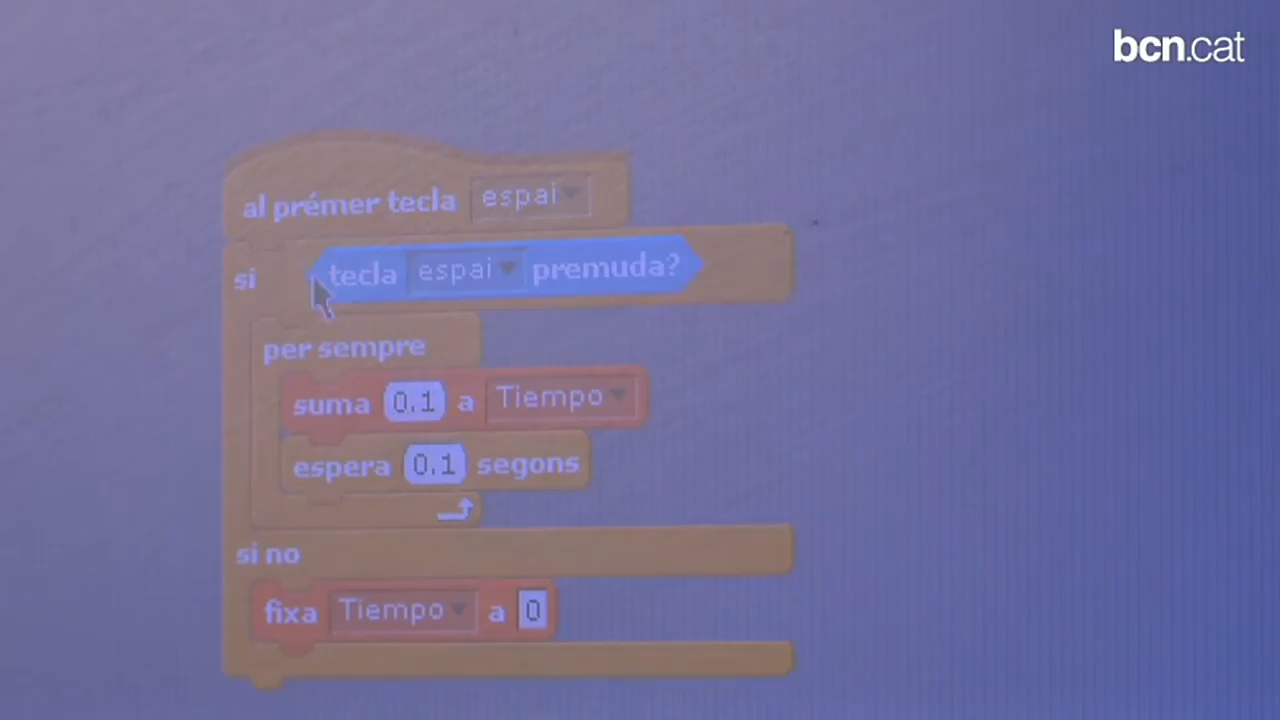 bcn.cat
al prémer tecla espai
si tecla espai premuda?
per sempre
suma 0.1 a Tiempo
espera 0.1 segons
si no
fixa Tiempo a 0